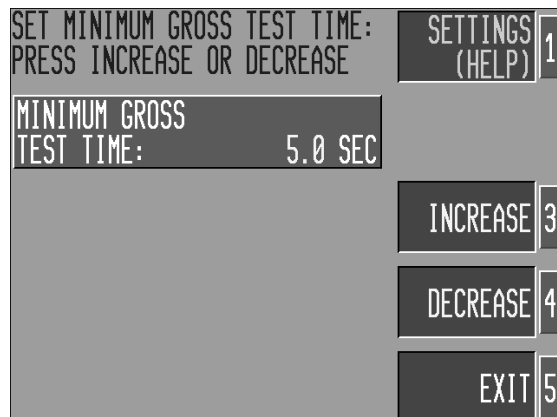 SET MINIMUM GROSS TEST TIME:
PRESS INCREASE OR DECREASE
SETTINGS
(HELP)
1
MINIMUM GROSS
TEST TIME: 5.0 SEC
INCREASE 3
DECREASE 4
EXIT 5